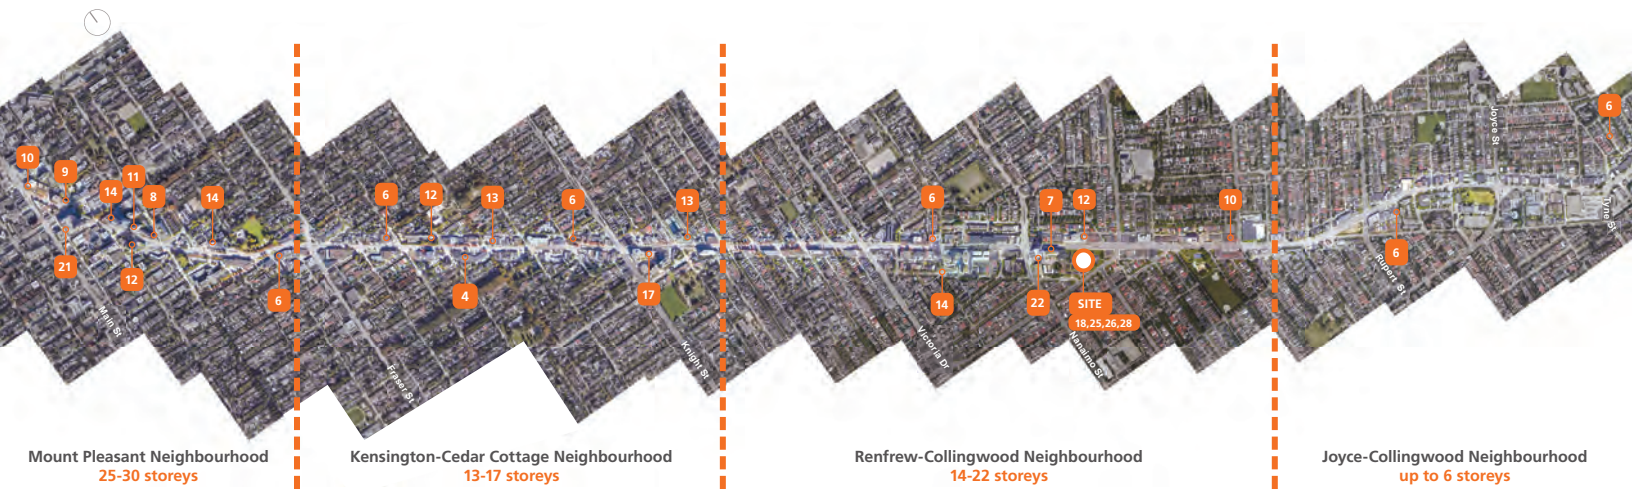 6
Joyce St
10
9
14
11
8
14
6
12
13
6
13
6
7
12
10
Tyne St
21
12
6
4
17
14
22
SITE
18,25,26,28
6
Rupert St
Main St
Fraser St
Knight St
Victoria Dr
Nanaimo St
Mount Pleasant Neighbourhood
25-30 storeys
Kensington-Cedar Cottage Neighbourhood
13-17 storeys
Renfrew-Collingwood Neighbourhood
14-22 storeys
Joyce-Collingwood Neighbourhood
up to 6 storeys